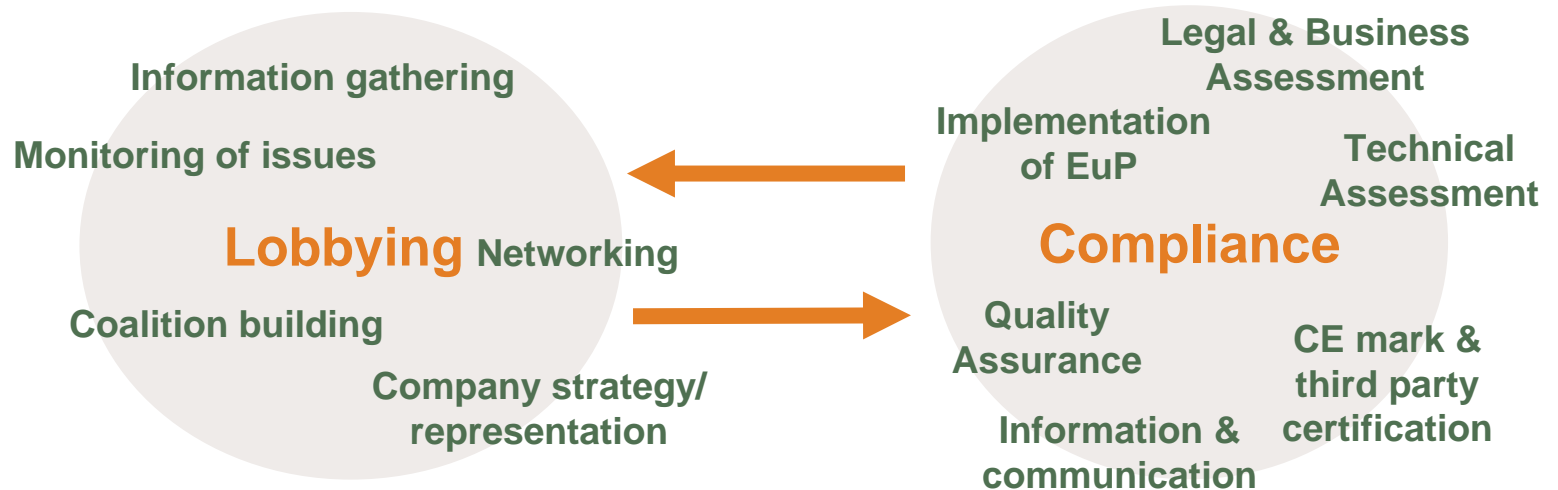 Information gathering
Monitoring of issues
Lobbying Networking
Coalition building
Company strategy/
representation
Legal & Business
Assessment
Implementation
of EuP
Technical
Assessment
Compliance
Quality
Assurance
CE mark &
third party
certification
Information &
communication